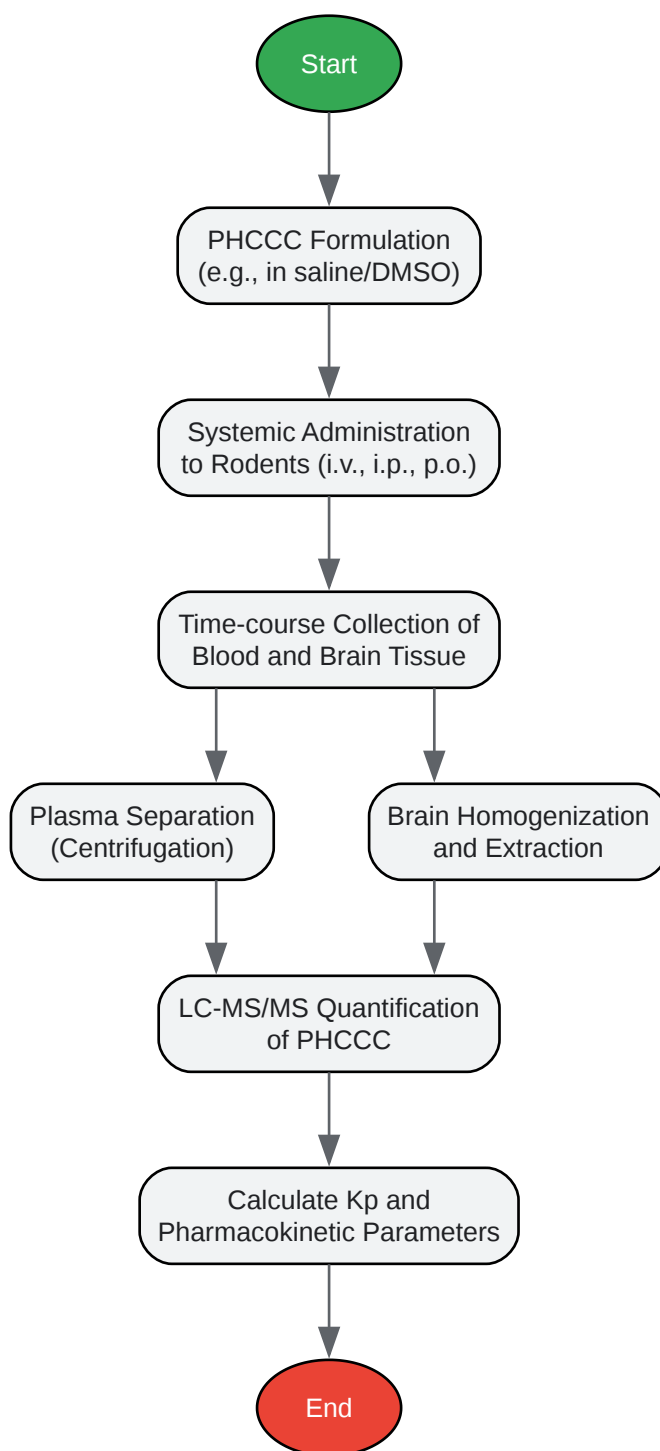 Start
PHCCC Formulation
(e.g., in saline/DMSO)
Systemic Administration
to Rodents (i.v., i.p., p.o.)
Time-course Collection of
Blood and Brain Tissue
Plasma Separation
(Centrifugation)
Brain Homogenization
and Extraction
LC-MS/MS Quantification
of PHCCC
Calculate Kp and
Pharmacokinetic Parameters
End